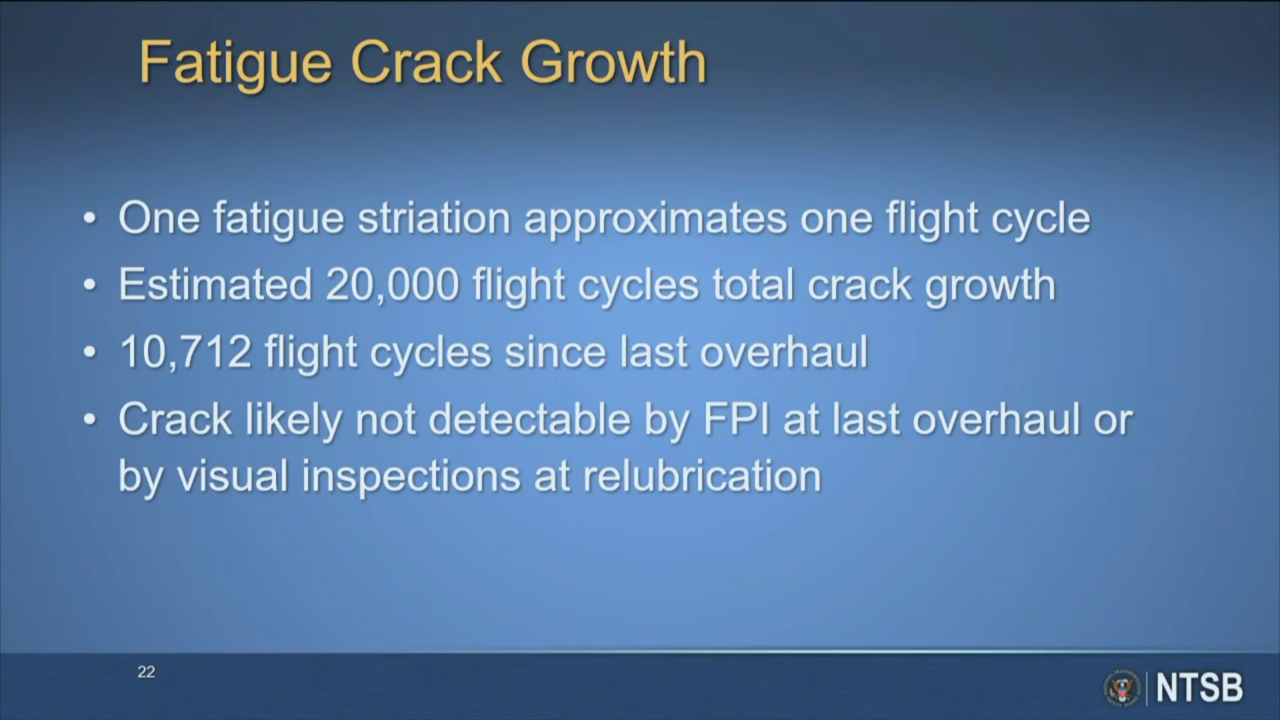 Fatigue Crack Growth
• One fatigue striation approximates one flight cycle
• Estimated 20,000 flight cycles total crack growth
• 10,712 flight cycles since last overhaul
• Crack likely not detectable by FPI at last overhaul or
by visual inspections at relubrication
22
NTSB